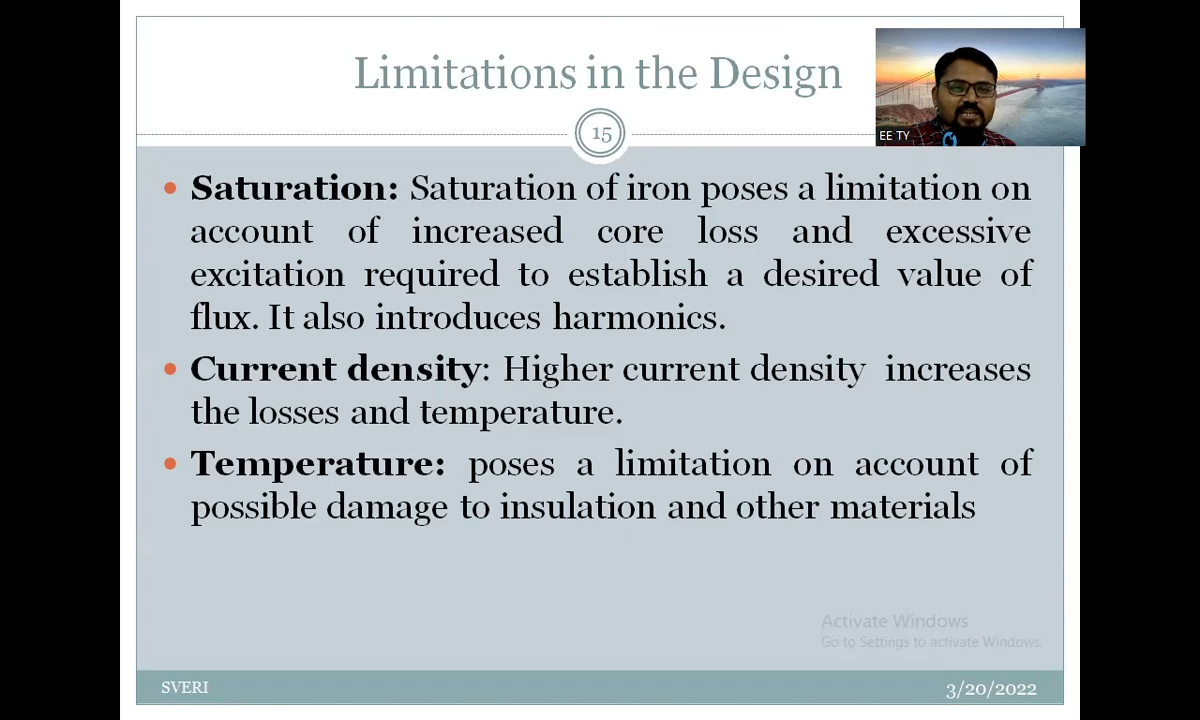 Limitations in the Design
EE TY
15
• Saturation: Saturation of iron poses a limitation on
account of increased core loss and excessive
excitation required to establish a desired value of
flux. It also introduces harmonics.
• Current density: Higher current density increases
the losses and temperature.
• Temperature: poses a limitation on account of
possible damage to insulation and other materials
Activate Windows
Go to Settings to activate Windows.
SVERI
3/20/2022